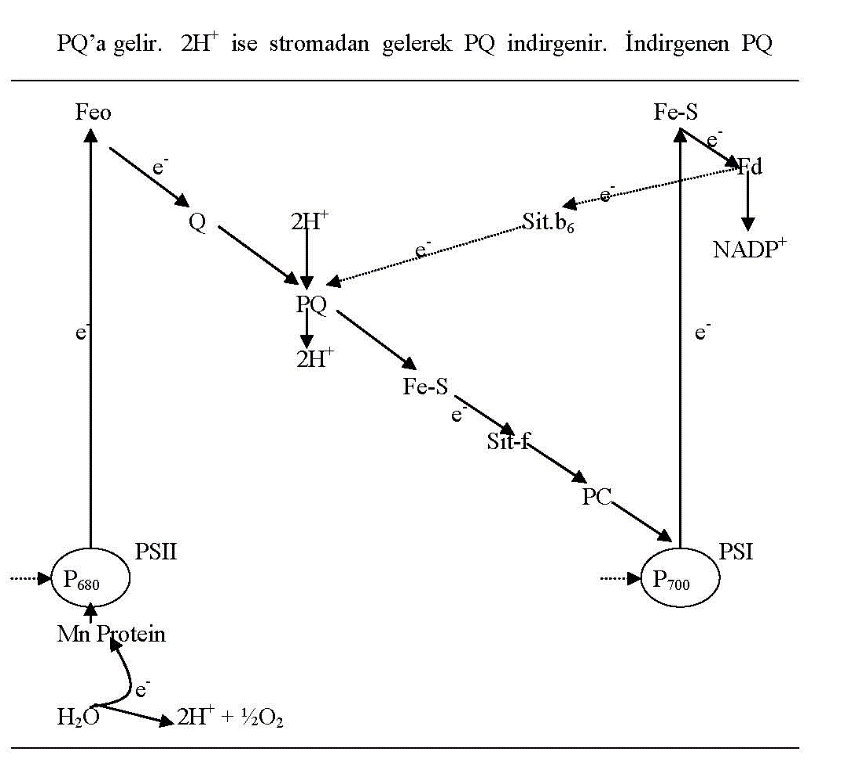 PQ'a gelir. 2H⁺ ise stromadan gelerek PQ indirgenir. İndirgenen PQ
Feo
Fe-S
e⁻
e⁻
Fd
e⁻
Q
2H⁺
Sit.b₆
e⁻
NADP⁺
PQ
e⁻
e⁻
2H⁺
Fe-S
e⁻
Sit-f
PC
PSII
PSI
P₆₈₀
P₇₀₀
Mn Protein
e⁻
H₂O
2H⁺ + ½O₂